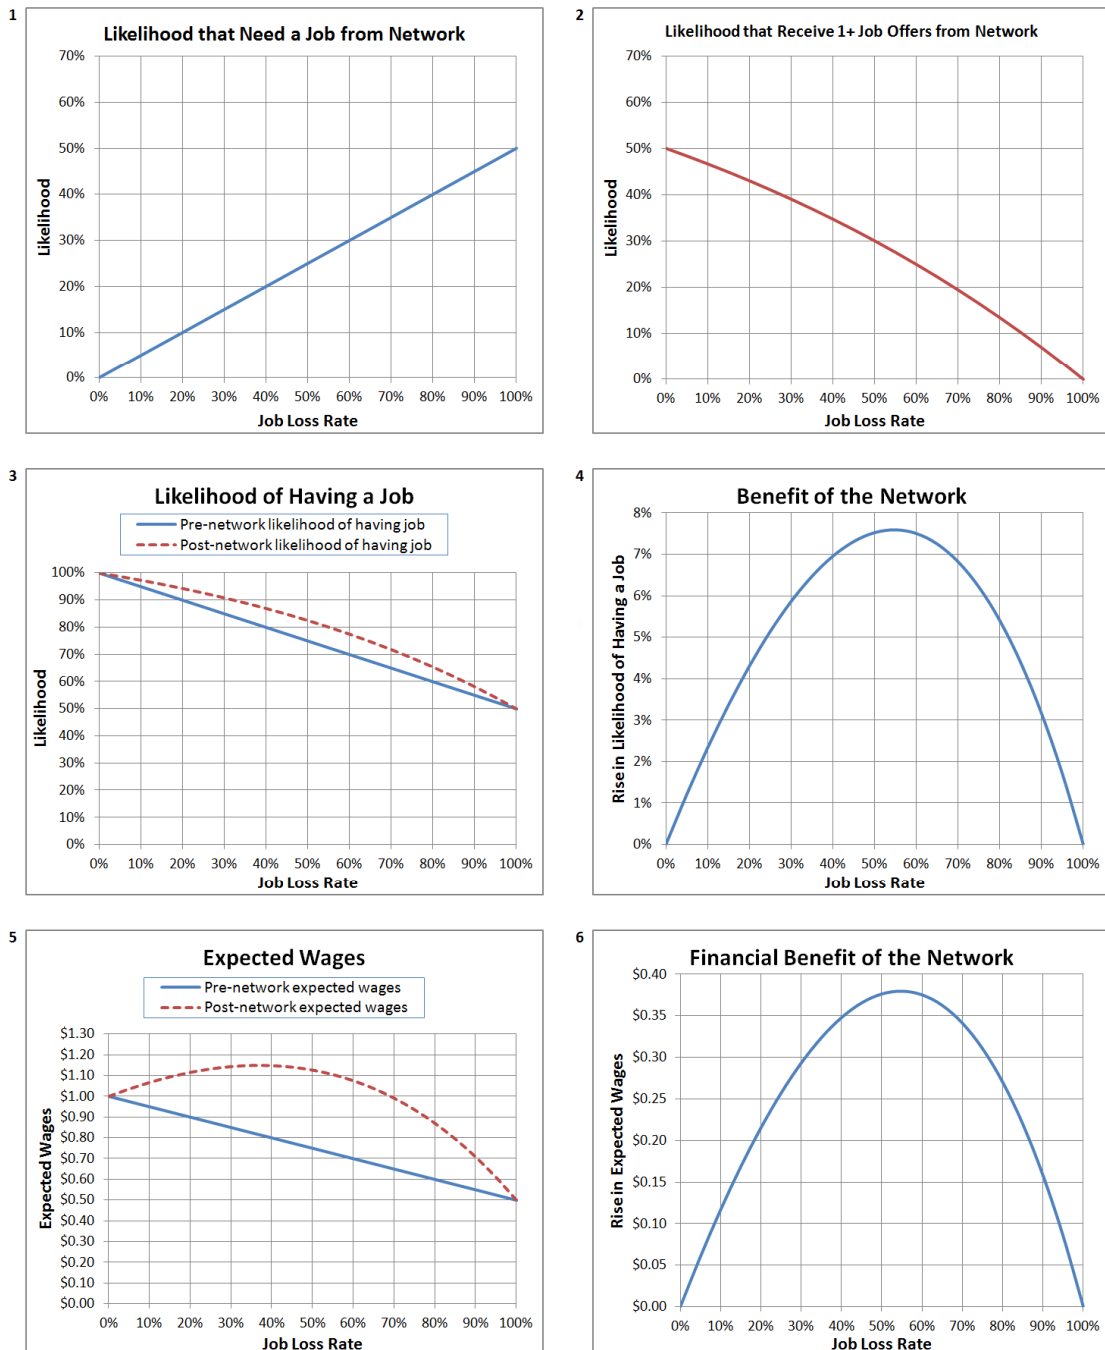 1
Likelihood that Need a Job from Network
70%
60%
50%
40%
30%
20%
10%
0%
Likelihood
0% 10% 20% 30% 40% 50% 60% 70% 80% 90% 100%
Job Loss Rate
2
Likelihood that Receive 1+ Job Offers from Network
70%
60%
50%
40%
30%
20%
10%
0%
Likelihood
0% 10% 20% 30% 40% 50% 60% 70% 80% 90% 100%
Job Loss Rate
3
Likelihood of Having a Job
Pre-network likelihood of having job
Post-network likelihood of having job
100%
90%
80%
70%
60%
50%
40%
30%
20%
10%
0%
Likelihood
0% 10% 20% 30% 40% 50% 60% 70% 80% 90% 100%
Job Loss Rate
4
Benefit of the Network
8%
7%
6%
5%
4%
3%
2%
1%
0%
Rise in Likelihood of Having a Job
0% 10% 20% 30% 40% 50% 60% 70% 80% 90% 100%
Job Loss Rate
5
Expected Wages
Pre-network expected wages
Post-network expected wages
$1.30
$1.20
$1.10
$1.00
$0.90
$0.80
$0.70
$0.60
$0.50
$0.40
$0.30
$0.20
$0.10
$0.00
Expected Wages
0% 10% 20% 30% 40% 50% 60% 70% 80% 90% 100%
Job Loss Rate
6
Financial Benefit of the Network
$0.40
$0.35
$0.30
$0.25
$0.20
$0.15
$0.10
$0.05
$0.00
Rise in Expected Wages
0% 10% 20% 30% 40% 50% 60% 70% 80% 90% 100%
Job Loss Rate